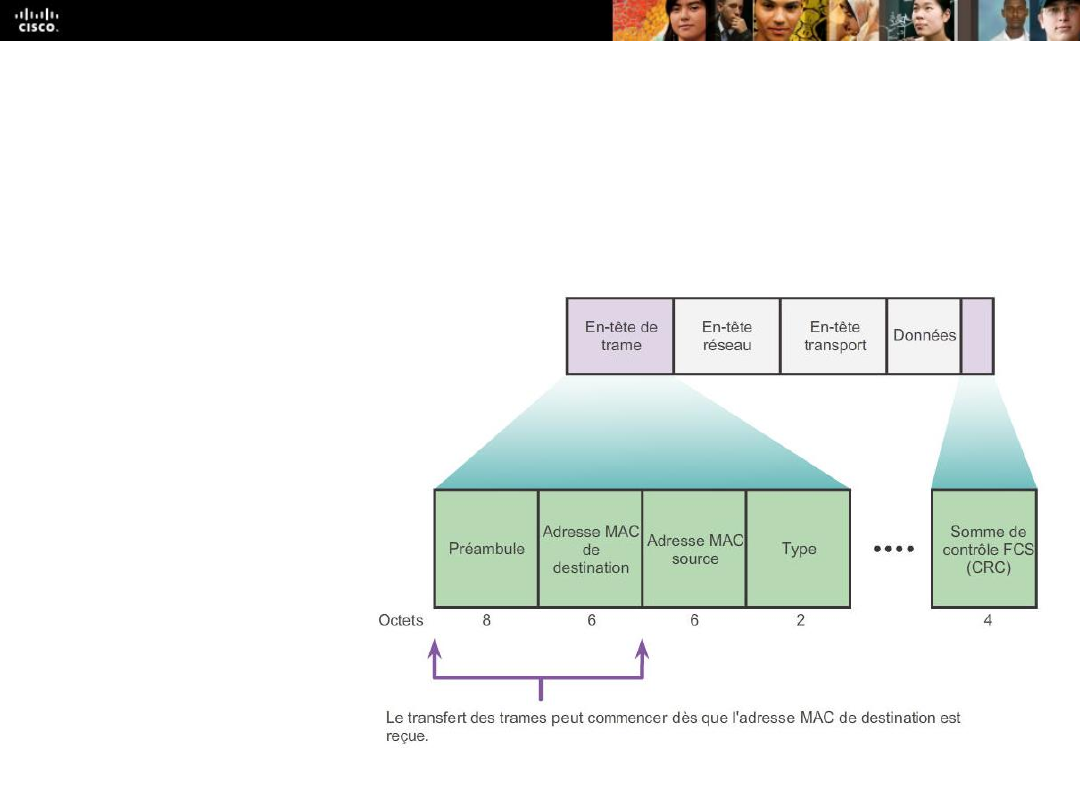 CISCO.
En-tête de
trame
En-tête
réseau
En-tête
transport
Données
Préambule
Adresse MAC
de
destination
Adresse MAC
source
Type
Somme de
contrôle FCS
(CRC)
Octets 8 6 6 2 4
Le transfert des trames peut commencer dès que l'adresse MAC de destination est
reçue.